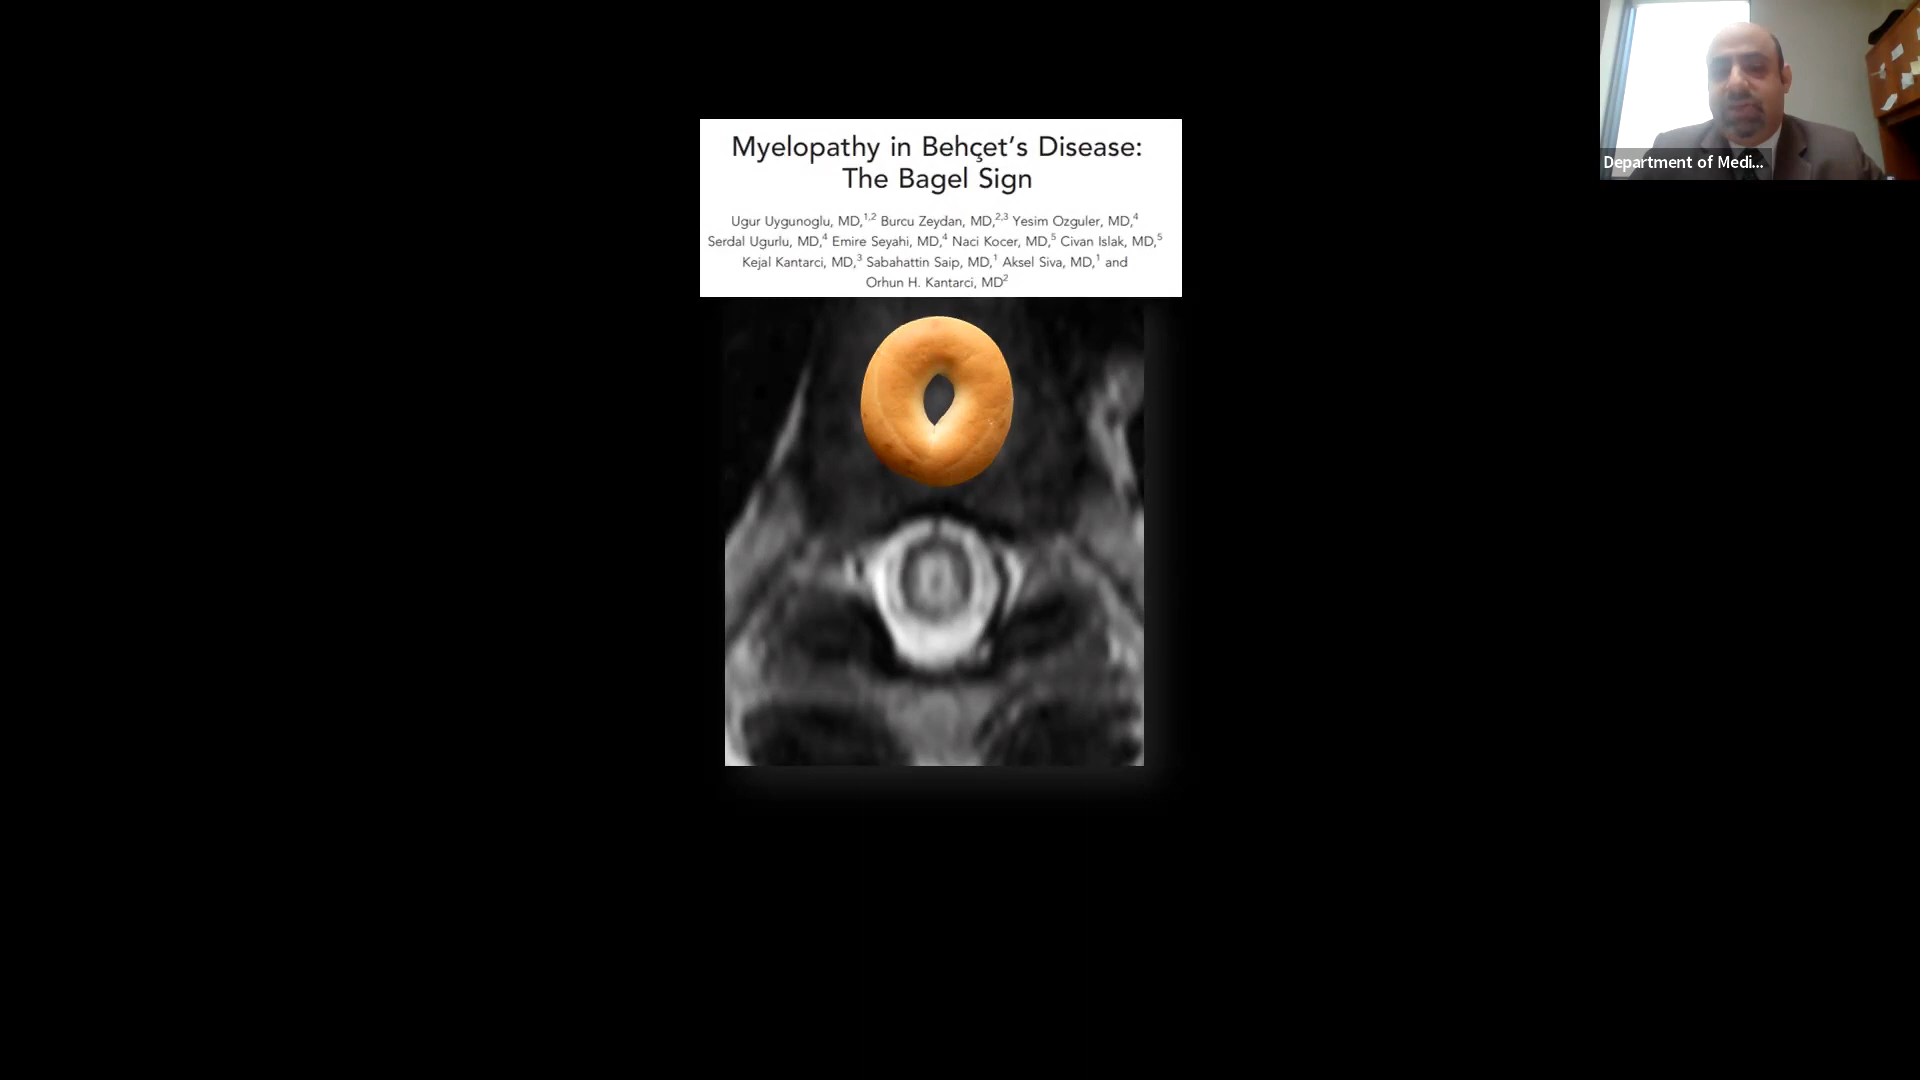 Myelopathy in Behçet's Disease:
The Bagel Sign
Ugur Uygunoglu, MD,1,2 Burcu Zeydan, MD,2,3 Yesim Ozguler, MD,4
Serdal Ugurlu, MD,4 Emire Seyahi, MD,4 Naci Kocer, MD,5 Civan Islak, MD,5
Kejal Kantarci, MD,3 Sabahattin Saip, MD,1 Aksel Siva, MD,1 and
Orhun H. Kantarci, MD2
Department of Medi...